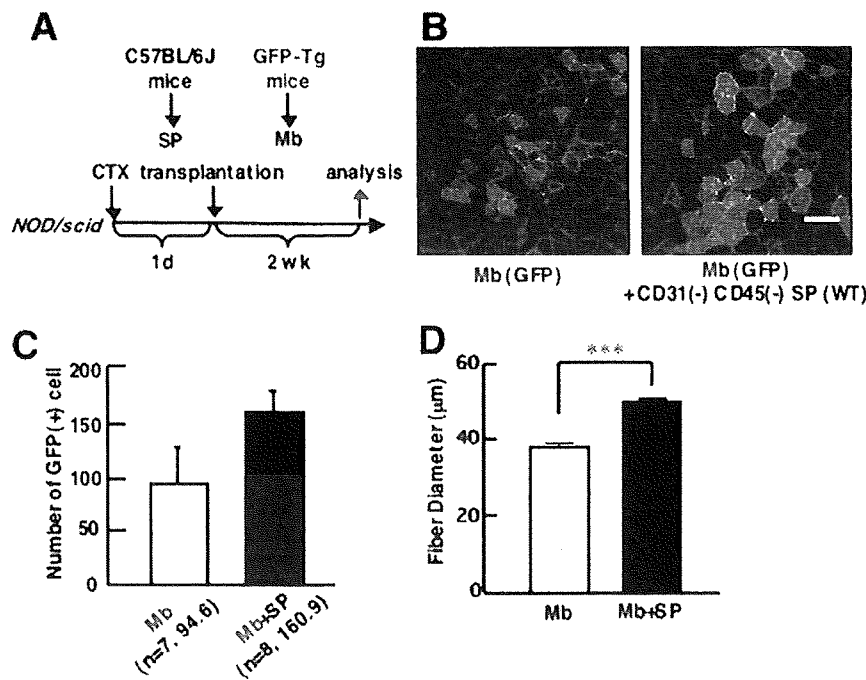 A
C57BL/6J GFP-Tg
mice mice
SP Mb
CTX transplantation analysis
NOD/scid
1d 2 wk
B
Mb (GFP) Mb (GFP)
+CD31(-) CD45(-) SP (WT)
C
Number of GFP(+) cell
200
150
100
50
0
Mb
(n=7, 94.6)
Mb+SP
(n=8, 160.9)
D
***
Fiber Diameter (μm)
60
40
20
0
Mb Mb+SP